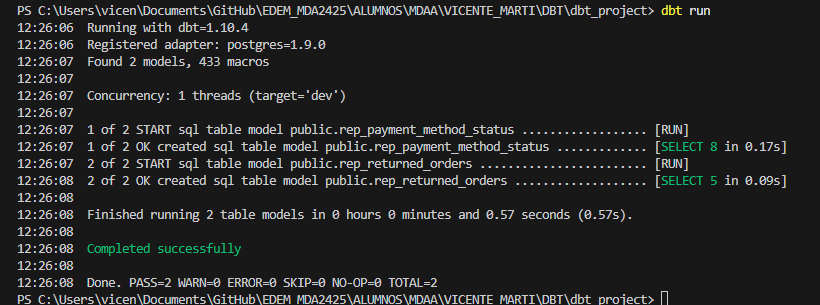 PS C:\Users\vicen\Documents\GitHub\EDEM_MDA2425\ALUMNOS\MDAA\VICENTE_MARTI\DBT\dbt_project> dbt run
12:26:06  Running with dbt=1.10.4
12:26:06  Registered adapter: postgres=1.9.0
12:26:07  Found 2 models, 433 macros
12:26:07
12:26:07  Concurrency: 1 threads (target='dev')
12:26:07
12:26:07  1 of 2 START sql table model public.rep_payment_method_status .................. [RUN]
12:26:07  1 of 2 OK created sql table model public.rep_payment_method_status ............. [SELECT 8 in 0.17s]
12:26:07  2 of 2 START sql table model public.rep_returned_orders ........................ [RUN]
12:26:08  2 of 2 OK created sql table model public.rep_returned_orders ................... [SELECT 5 in 0.09s]
12:26:08
12:26:08  Finished running 2 table models in 0 hours 0 minutes and 0.57 seconds (0.57s).
12:26:08
12:26:08  Completed successfully
12:26:08
12:26:08  Done. PASS=2 WARN=0 ERROR=0 SKIP=0 NO-OP=0 TOTAL=2
PS C:\Users\vicen\Documents\GitHub\EDEM_MDA2425\ALUMNOS\MDAA\VICENTE_MARTI\DBT\dbt_project>